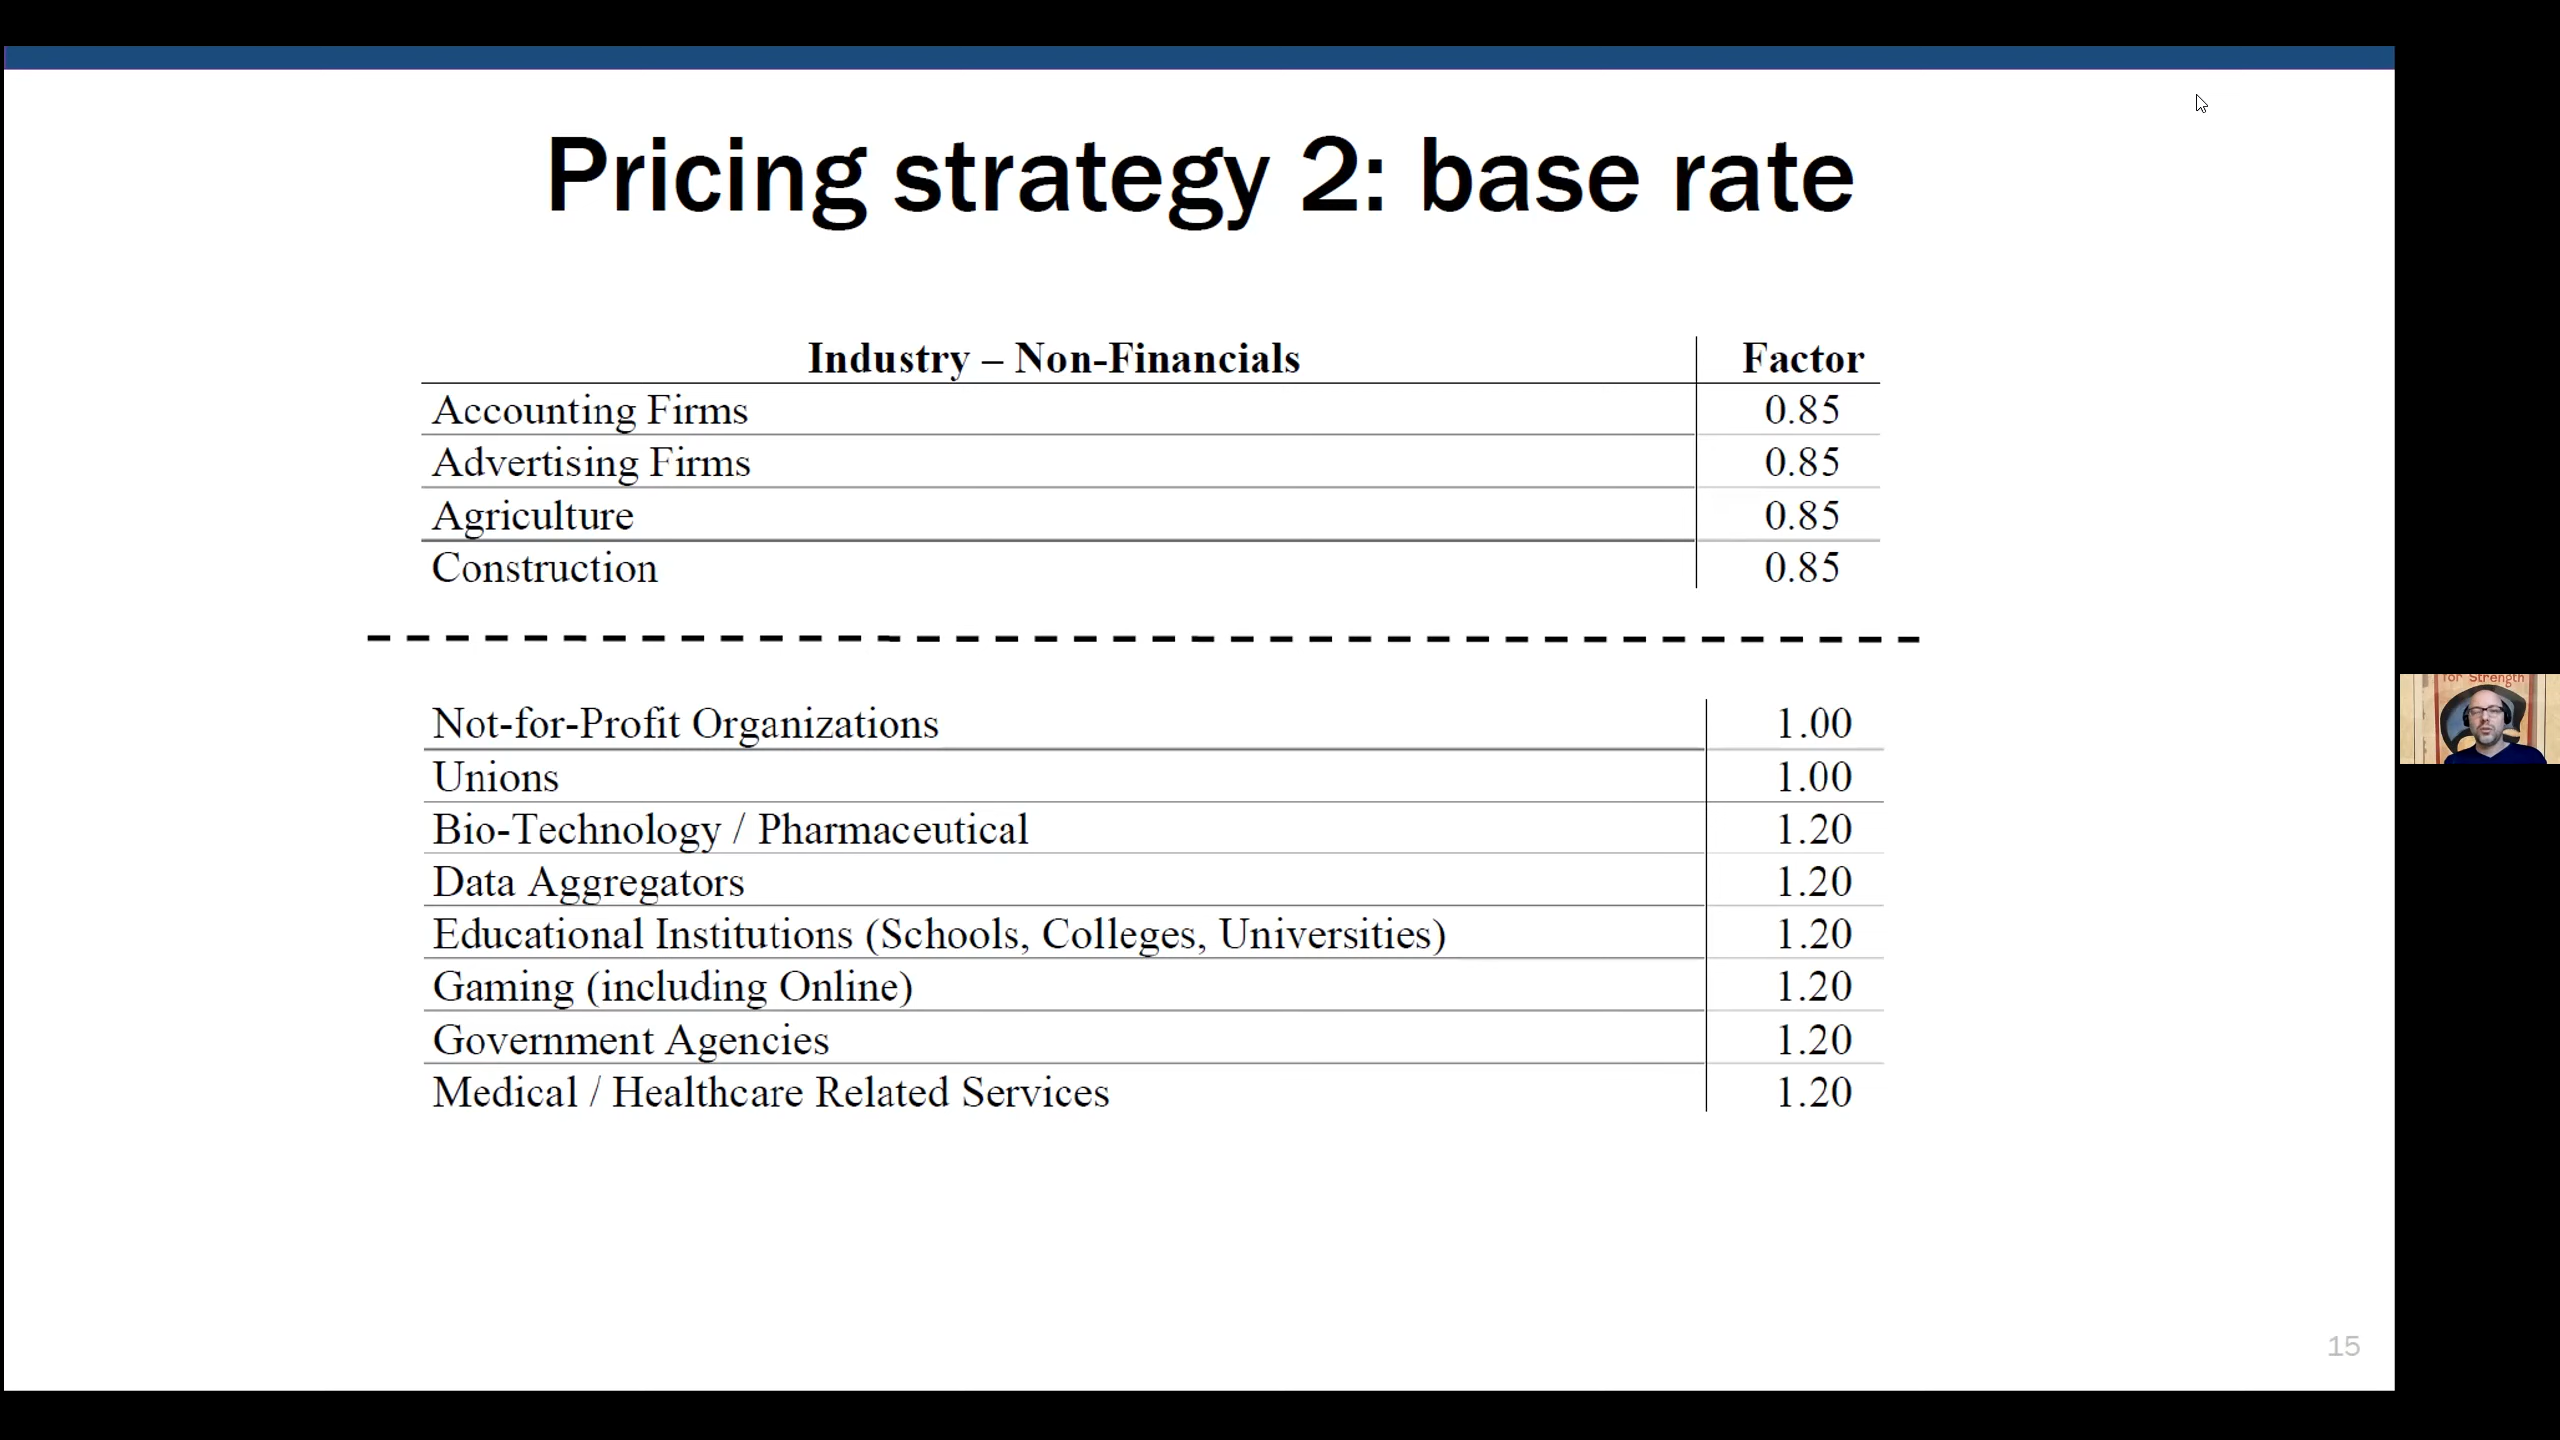 Pricing strategy 2: base rate
Industry – Non-Financials Factor
Accounting Firms 0.85
Advertising Firms 0.85
Agriculture 0.85
Construction 0.85
Not-for-Profit Organizations 1.00
Unions 1.00
Bio-Technology / Pharmaceutical 1.20
Data Aggregators 1.20
Educational Institutions (Schools, Colleges, Universities) 1.20
Gaming (including Online) 1.20
Government Agencies 1.20
Medical / Healthcare Related Services 1.20
for Strength
15